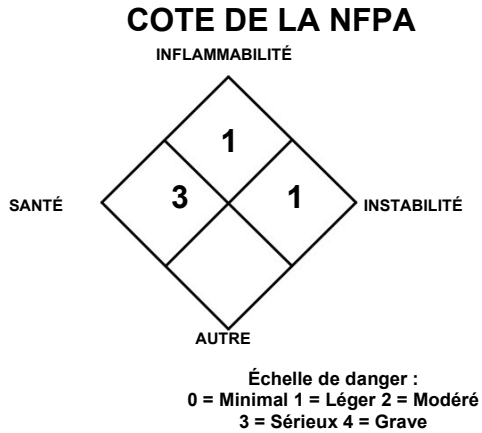 COTE DE LA NFPA
INFLAMMABILITÉ
1
SANTÉ 3 1 INSTABILITÉ
AUTRE
Échelle de danger :
0 = Minimal 1 = Léger 2 = Modéré
3 = Sérieux 4 = Grave